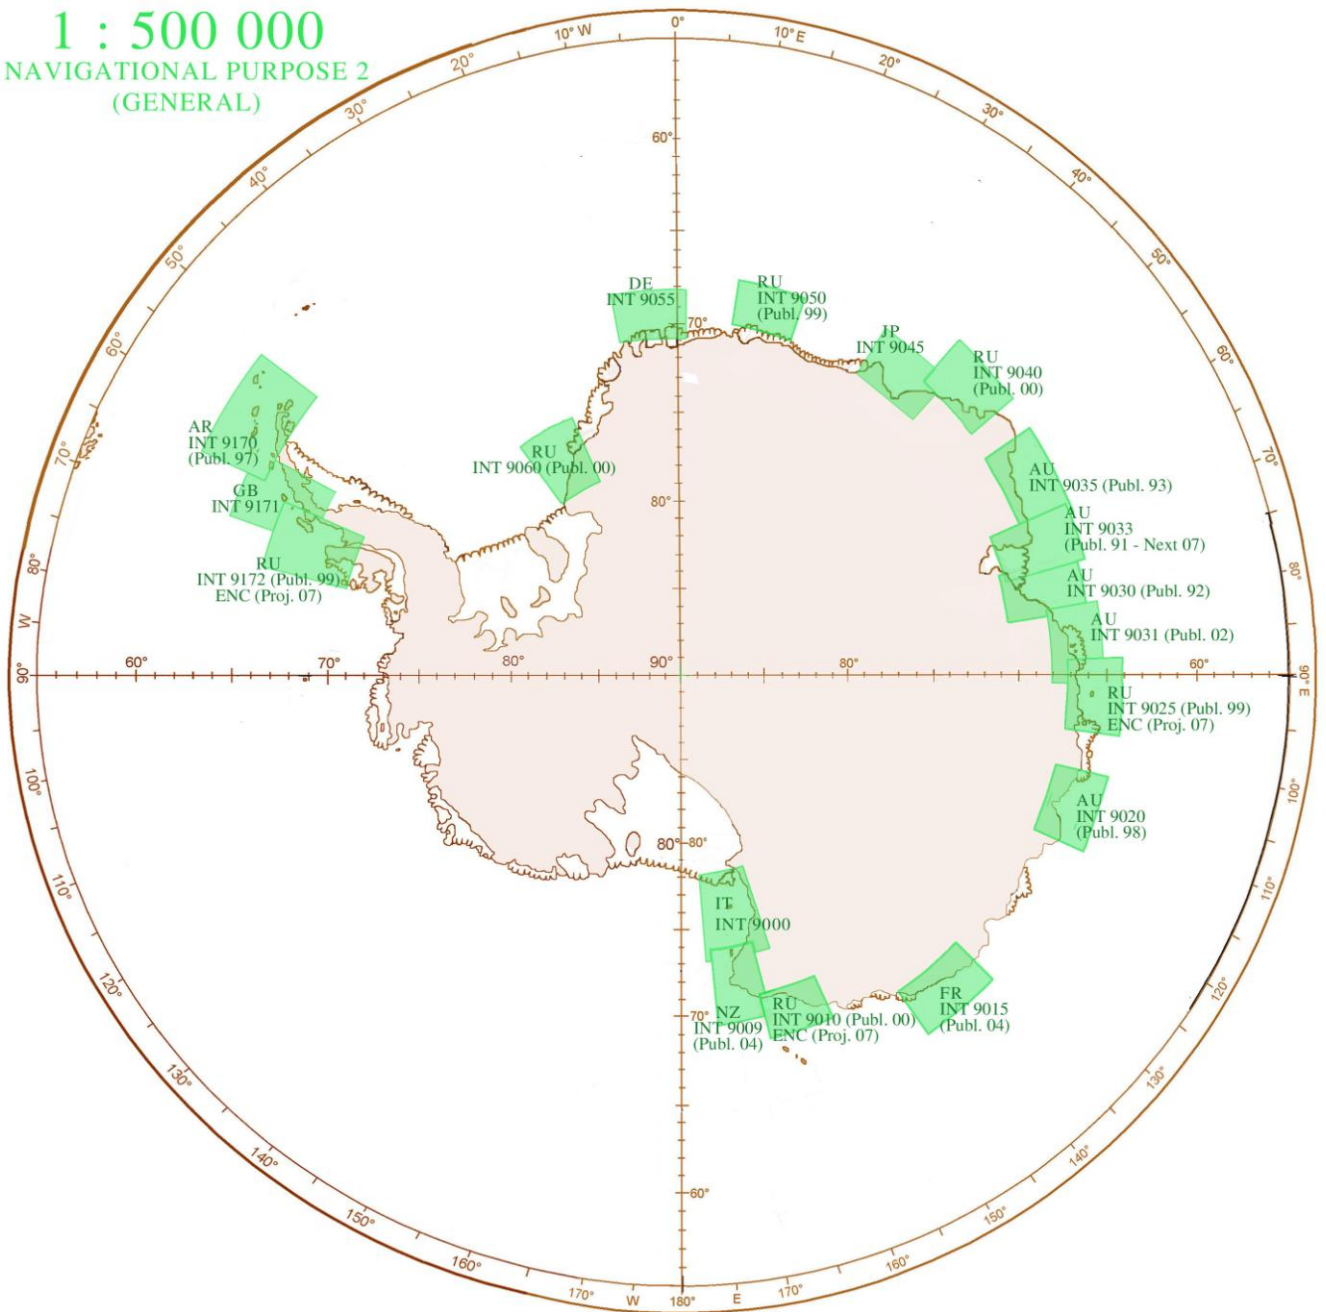 1 : 500 000
NAVIGATIONAL PURPOSE 2
(GENERAL)
0°
10° W
10° E
20°
20°
30°
30°
40°
40°
50°
50°
60°
60°
70°
70°
80°
80°
W
90°
90° E
100°
100°
110°
110°
120°
120°
130°
130°
140°
140°
150°
150°
160°
160°
170°
W
180°
E
170°
60°
70°
80°
60°
70°
80°
90°
80°
60°
80°
80°
70°
60°
DE
INT 9055
RU
INT 9050
(Publ. 99)
JP
INT 9045
RU
INT 9040
(Publ. 00)
AR
INT 9170
(Publ. 97)
GB
INT 9171
RU
INT 9172 (Publ. 99)
ENC (Proj. 07)
RU
INT 9060 (Publ. 00)
AU
INT 9035 (Publ. 93)
AU
INT 9033
(Publ. 91 - Next 07)
AU
INT 9030 (Publ. 92)
AU
INT 9031 (Publ. 02)
RU
INT 9025 (Publ. 99)
ENC (Proj. 07)
AU
INT 9020
(Publ. 98)
IT
INT 9000
NZ
INT 9009
(Publ. 04)
RU
INT 9010 (Publ. 00)
ENC (Proj. 07)
FR
INT 9015
(Publ. 04)